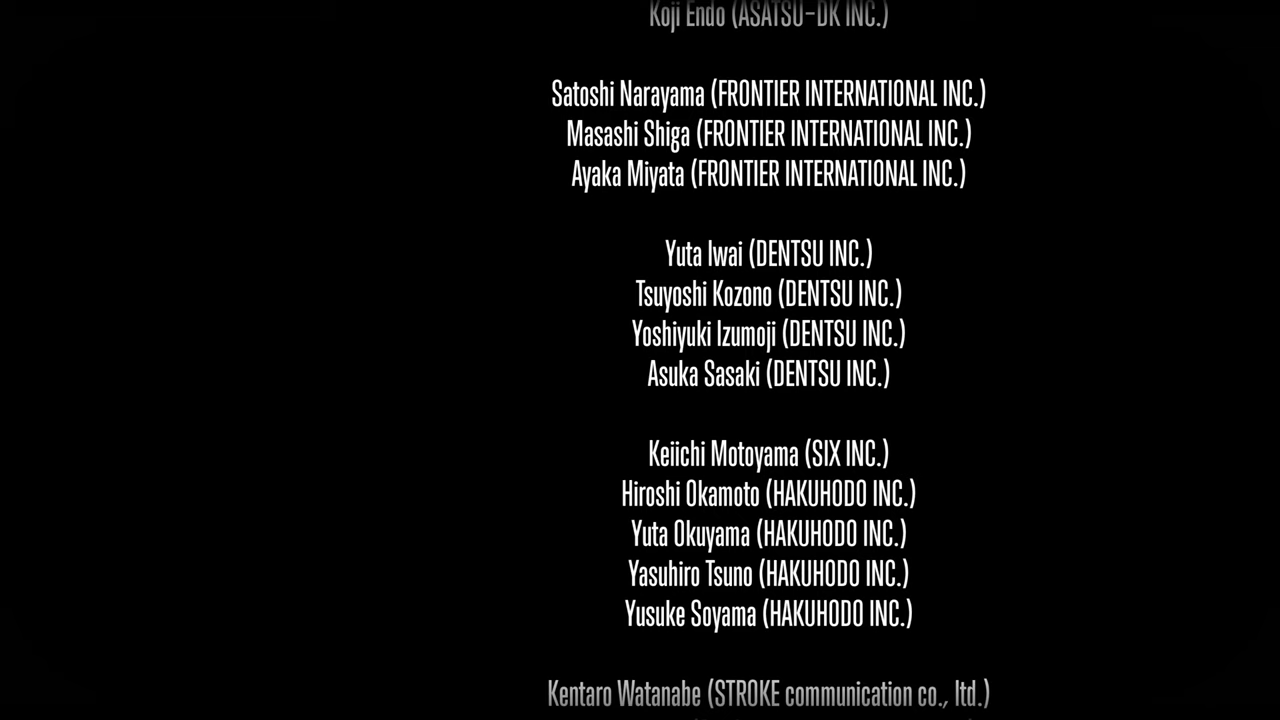 Koji Endo (ASATSU-DK INC.)
Satoshi Narayama (FRONTIER INTERNATIONAL INC.)
Masashi Shiga (FRONTIER INTERNATIONAL INC.)
Ayaka Miyata (FRONTIER INTERNATIONAL INC.)
Yuta Iwai (DENTSU INC.)
Tsuyoshi Kozono (DENTSU INC.)
Yoshiyuki Izumoji (DENTSU INC.)
Asuka Sasaki (DENTSU INC.)
Keiichi Motoyama (SIX INC.)
Hiroshi Okamoto (HAKUHODO INC.)
Yuta Okuyama (HAKUHODO INC.)
Yasuhiro Tsuno (HAKUHODO INC.)
Yusuke Soyama (HAKUHODO INC.)
Kentaro Watanabe (STROKE communication co., ltd.)